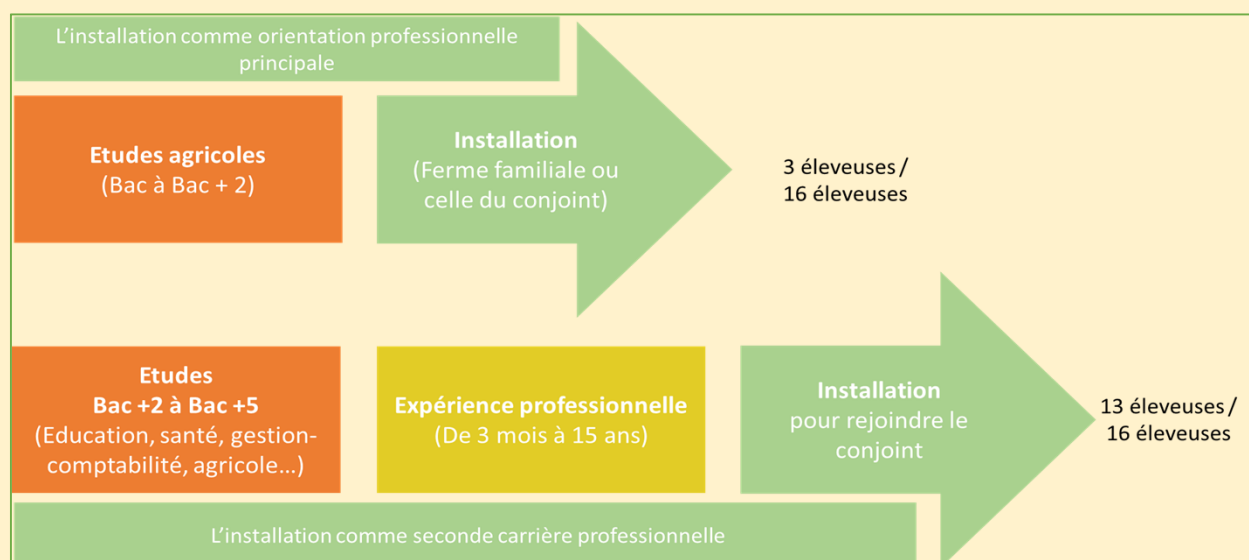 L’installation comme orientation professionnelle
principale
Etudes agricoles
(Bac à Bac + 2)
Installation
(Ferme familiale ou
celle du conjoint)
3 éleveuses /
16 éleveuses
Etudes
Bac +2 à Bac +5
(Education, santé, gestion-
comptabilité, agricole…)
Expérience professionnelle
(De 3 mois à 15 ans)
Installation
pour rejoindre le
conjoint
13 éleveuses /
16 éleveuses
L’installation comme seconde carrière professionnelle